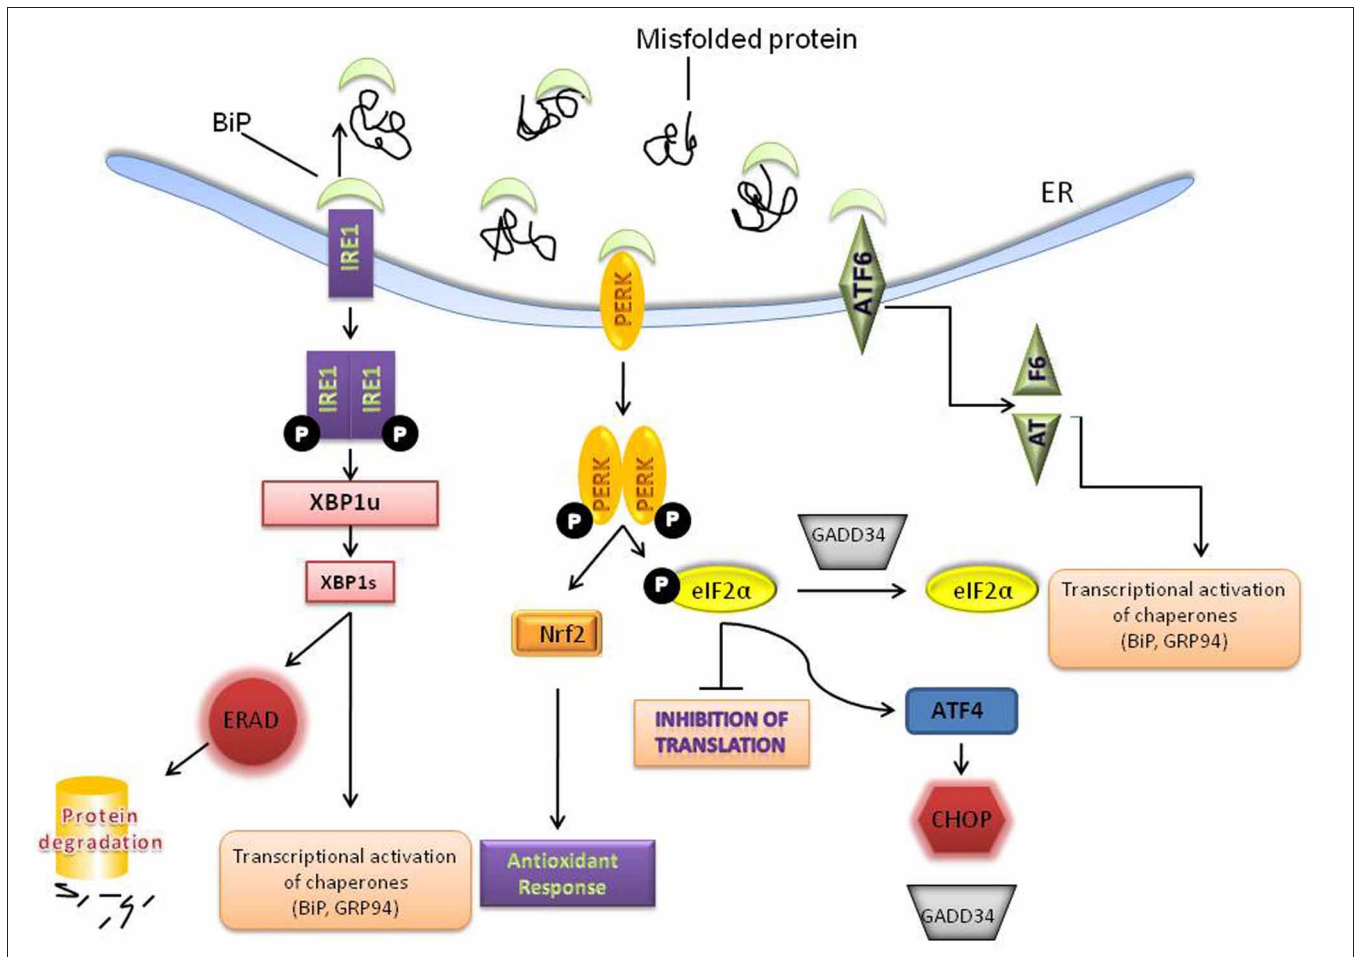 Misfolded protein
BiP
ER
IRE1
PERK
ATF6
F6
AT
IRE1
IRE1
P
P
XBP1u
XBP1s
PERK
PERK
P
P
GADD34
P
eIF2α
eIF2α
Transcriptional activation
of chaperones
(BiP, GRP94)
Nrf2
ERAD
INHIBITION OF
TRANSLATION
ATF4
CHOP
Protein
degradation
Transcriptional activation
of chaperones
(BiP, GRP94)
Antioxidant
Response
GADD34